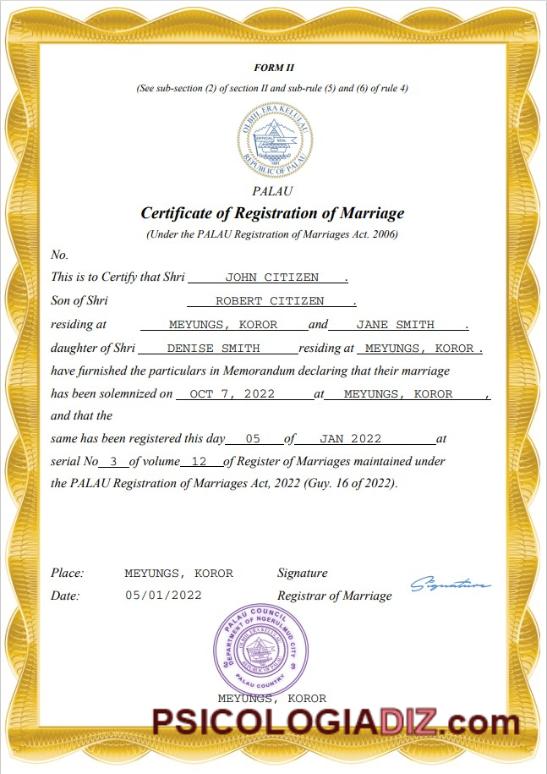 FORM II
(See sub-section (2) of section II and sub-rule (5) and (6) of rule 4)
OLBIIL ERA KELULAU
REPUBLIC OF PALAU
PALAU
Certificate of Registration of Marriage
(Under the PALAU Registration of Marriages Act. 2006)
No.
This is to Certify that Shri JOHN CITIZEN .
Son of Shri ROBERT CITIZEN .
residing at MEYUNGS, KOROR and JANE SMITH .
daughter of Shri DENISE SMITH residing at MEYUNGS, KOROR .
have furnished the particulars in Memorandum declaring that their marriage
has been solemnized on OCT 7, 2022 at MEYUNGS, KOROR ,
and that the
same has been registered this day 05 of JAN 2022 at
serial No 3 of volume 12 of Register of Marriages maintained under
the PALAU Registration of Marriages Act, 2022 (Guy. 16 of 2022).
Place: MEYUNGS, KOROR Signature
Signature
Date: 05/01/2022 Registrar of Marriage
PALAU COUNCIL
DEPARTMENT OF NGERULMUD CITY
PALAU COUNTRY
MEYUNGS, KOROR
PSICOLOGIADIZ.com